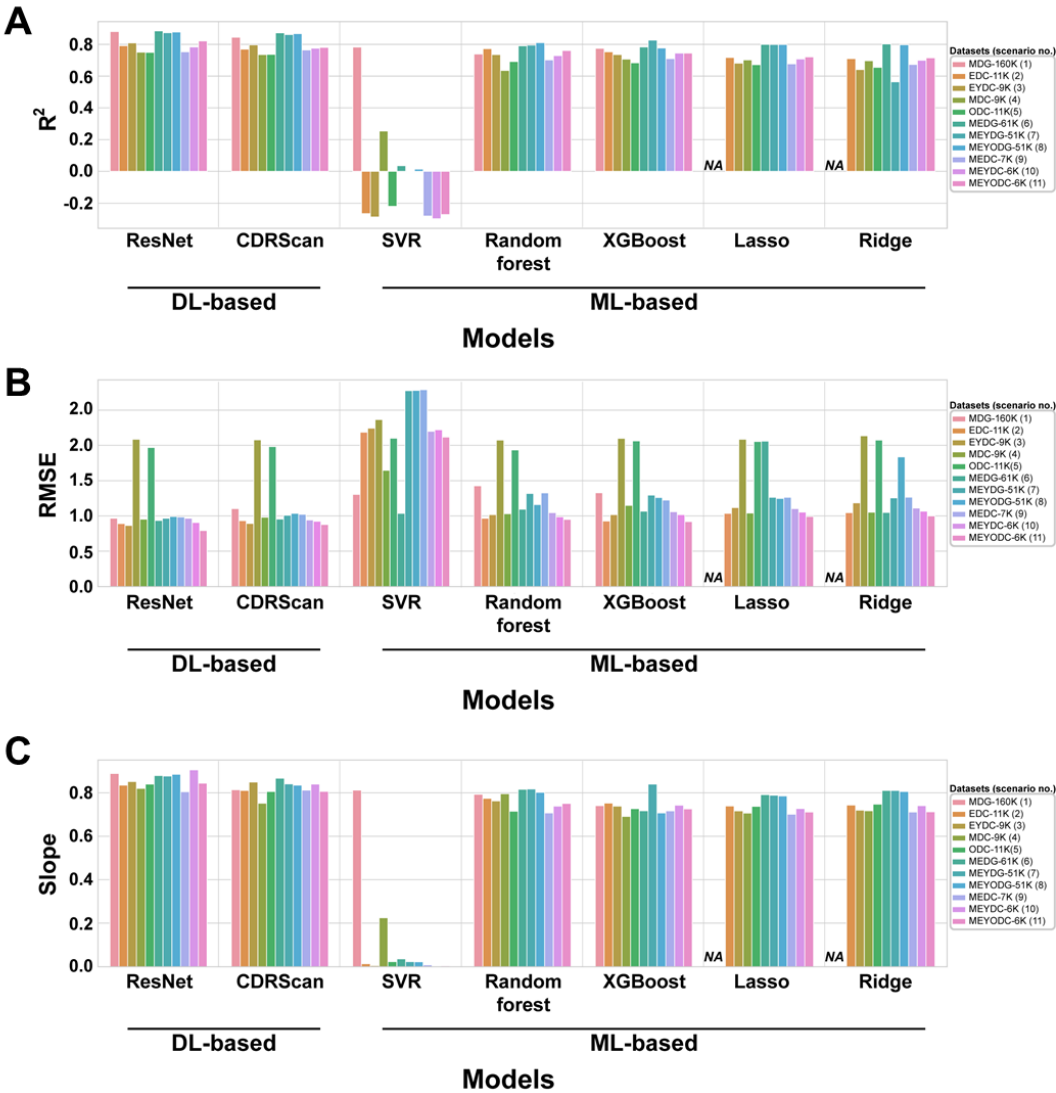 A
R²
0.8
0.6
0.4
0.2
0.0
-0.2
NA
NA
ResNet
CDRScan
SVR
Random
forest
XGBoost
Lasso
Ridge
DL-based
ML-based
Models
Datasets (scenario no.)
MDG-160K (1)
EDC-11K (2)
EYDC-9K (3)
MDC-9K (4)
ODC-11K(5)
MEDG-61K (6)
MEYDG-51K (7)
MEYODG-51K (8)
MEDC-7K (9)
MEYDC-6K (10)
MEYODC-6K (11)
B
RMSE
2.0
2.0
1.5
1.0
0.5
0.0
NA
NA
ResNet
CDRScan
SVR
Random
forest
XGBoost
Lasso
Ridge
DL-based
ML-based
Models
Datasets (scenario no.)
MDG-160K (1)
EDC-11K (2)
EYDC-9K (3)
MDC-9K (4)
ODC-11K(5)
MEDG-61K (6)
MEYDG-51K (7)
MEYODG-51K (8)
MEDC-7K (9)
MEYDC-6K (10)
MEYODC-6K (11)
C
Slope
0.8
0.6
0.4
0.2
0.0
NA
NA
ResNet
CDRScan
SVR
Random
forest
XGBoost
Lasso
Ridge
DL-based
ML-based
Models
Datasets (scenario no.)
MDG-160K (1)
EDC-11K (2)
EYDC-9K (3)
MDC-9K (4)
ODC-11K(5)
MEDG-61K (6)
MEYDG-51K (7)
MEYODG-51K (8)
MEDC-7K (9)
MEYDC-6K (10)
MEYODC-6K (11)